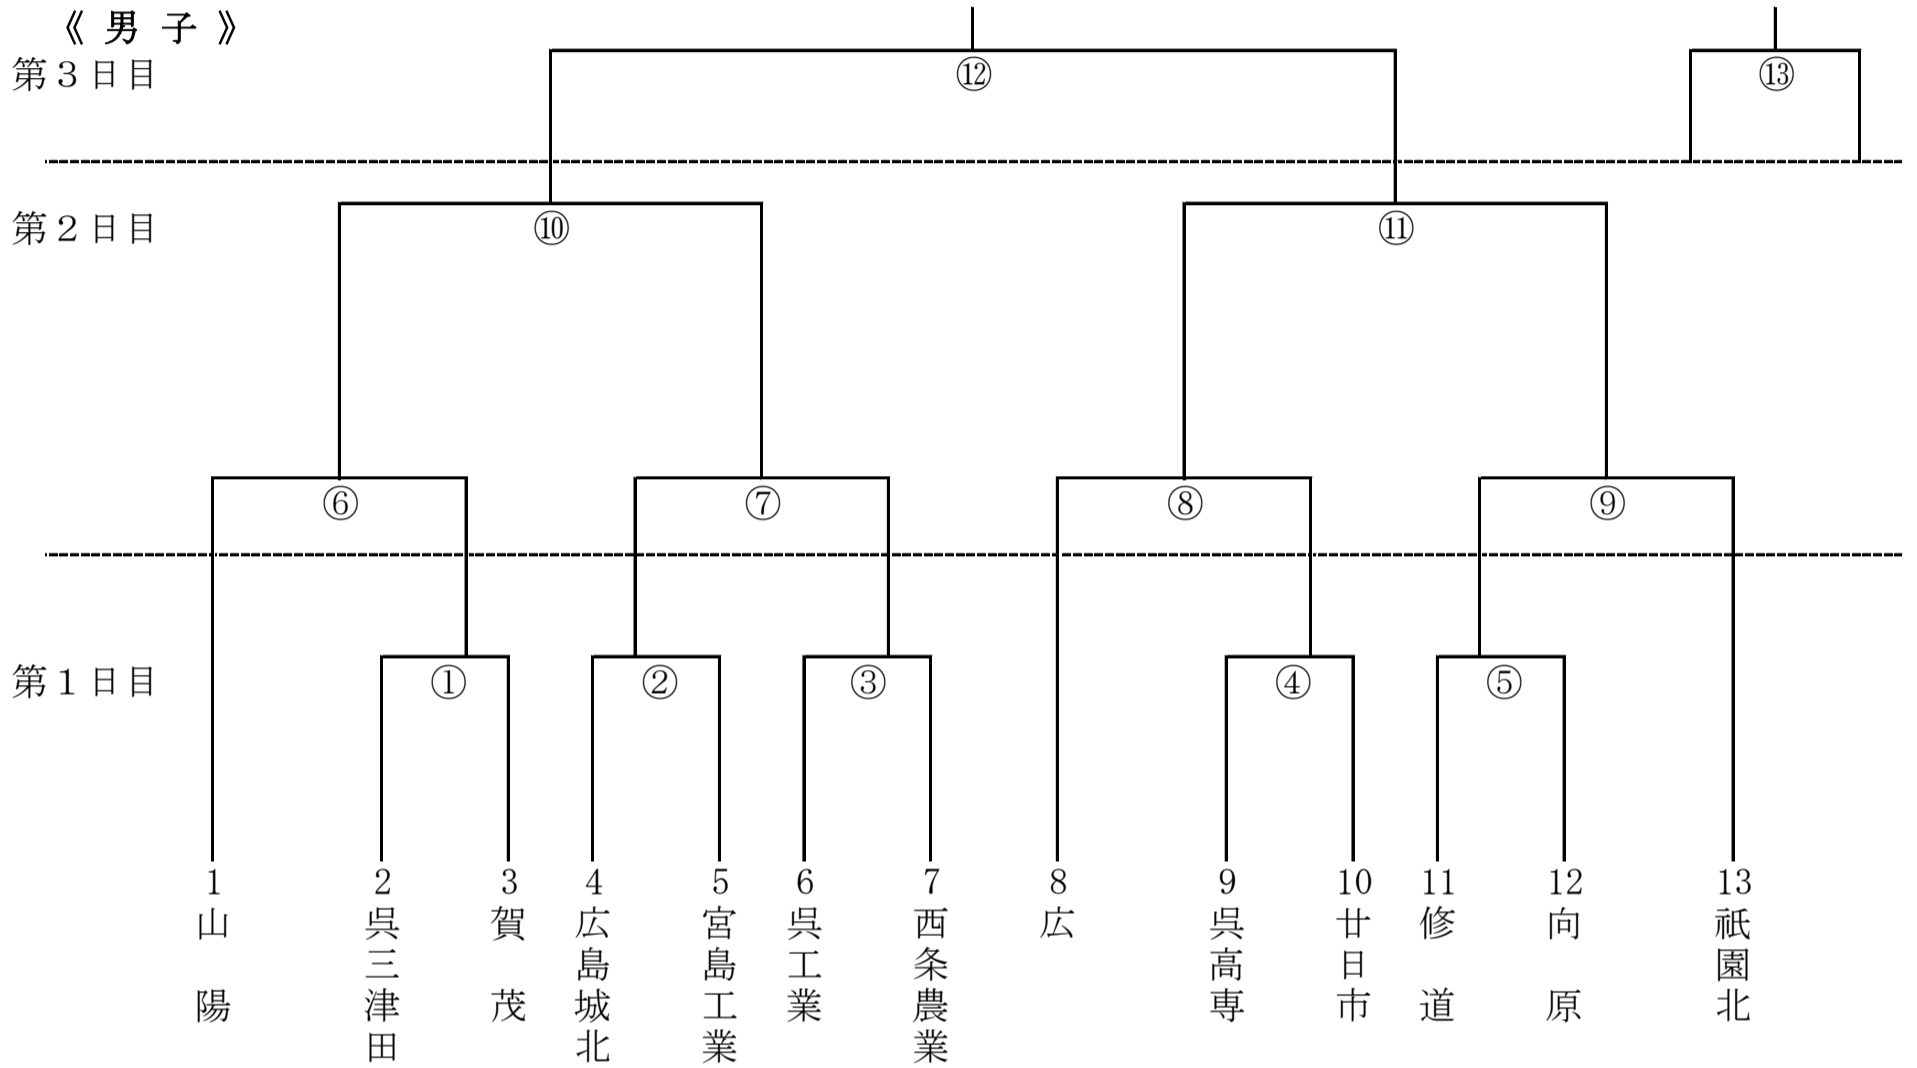 《 男 子 》
第３日目
⑫
⑬
第２日目
⑩
⑪
⑥
⑦
⑧
⑨
第１日目
①
②
③
④
⑤
1
山陽
2
呉三津田
3
賀茂
4
広島城北
5
宮島工業
6
呉工業
7
西条農業
8
広
9
呉高専
10
廿日市
11
修道
12
向原
13
祇園北